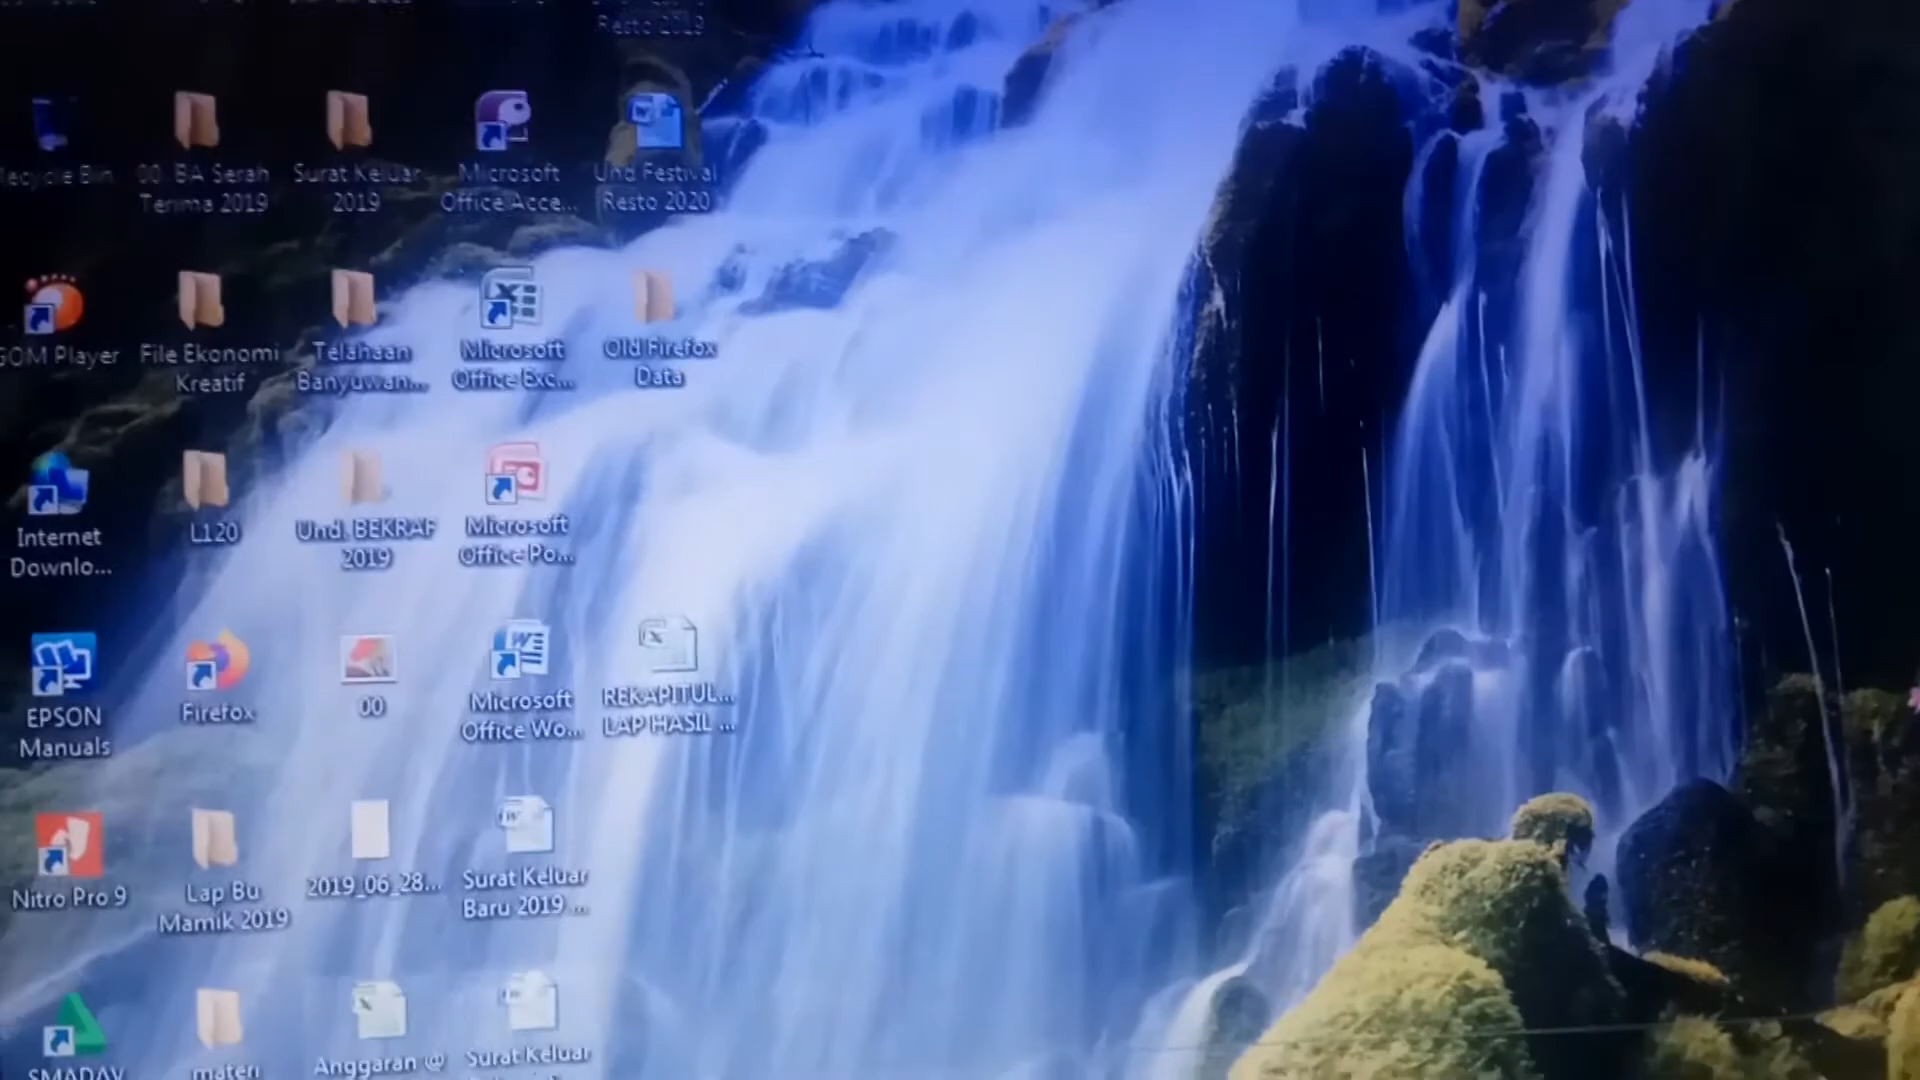 Resto 2019
Recycle Bin
00 BA Serah
Terima 2019
Surat Keluar
2019
Microsoft
Office Acce...
Und Festival
Resto 2020
GOM Player
File Ekonomi
Kreatif
Telahaan
Banyuwan...
Microsoft
Office Exc...
Old Firefox
Data
Internet
Downlo...
L120
Und. BEKRAF
2019
Microsoft
Office Po...
EPSON
Manuals
Firefox
00
Microsoft
Office Wo...
REKAPITUL...
LAP HASIL ...
Nitro Pro 9
Lap Bu
Mamik 2019
2019_06_28...
Surat Keluar
Baru 2019 ...
SMADAV
materi
Anggaran @
Surat Keluar